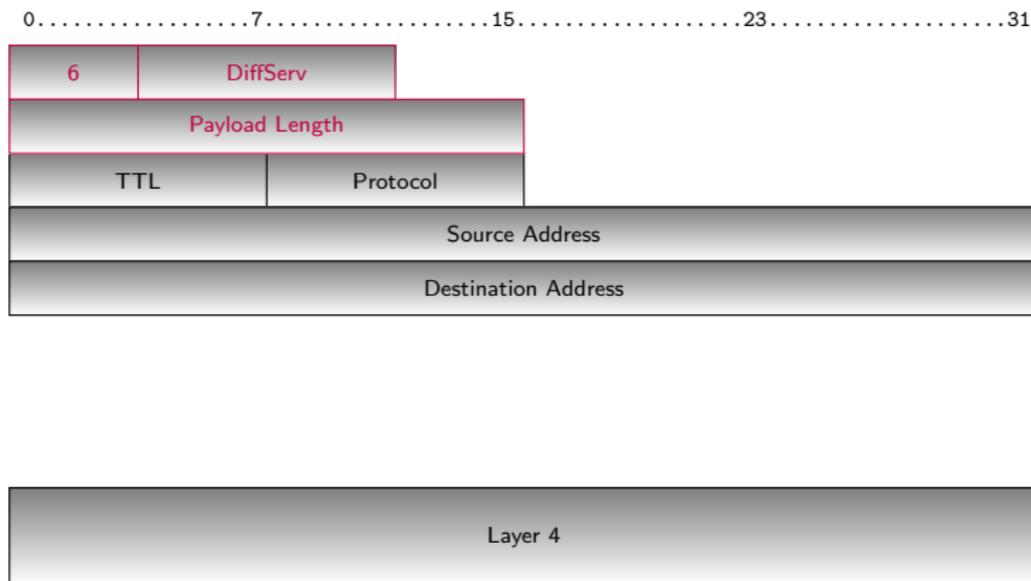 0..............7...............15...............23...............31
6 DiffServ
Payload Length
TTL Protocol
Source Address
Destination Address
Layer 4